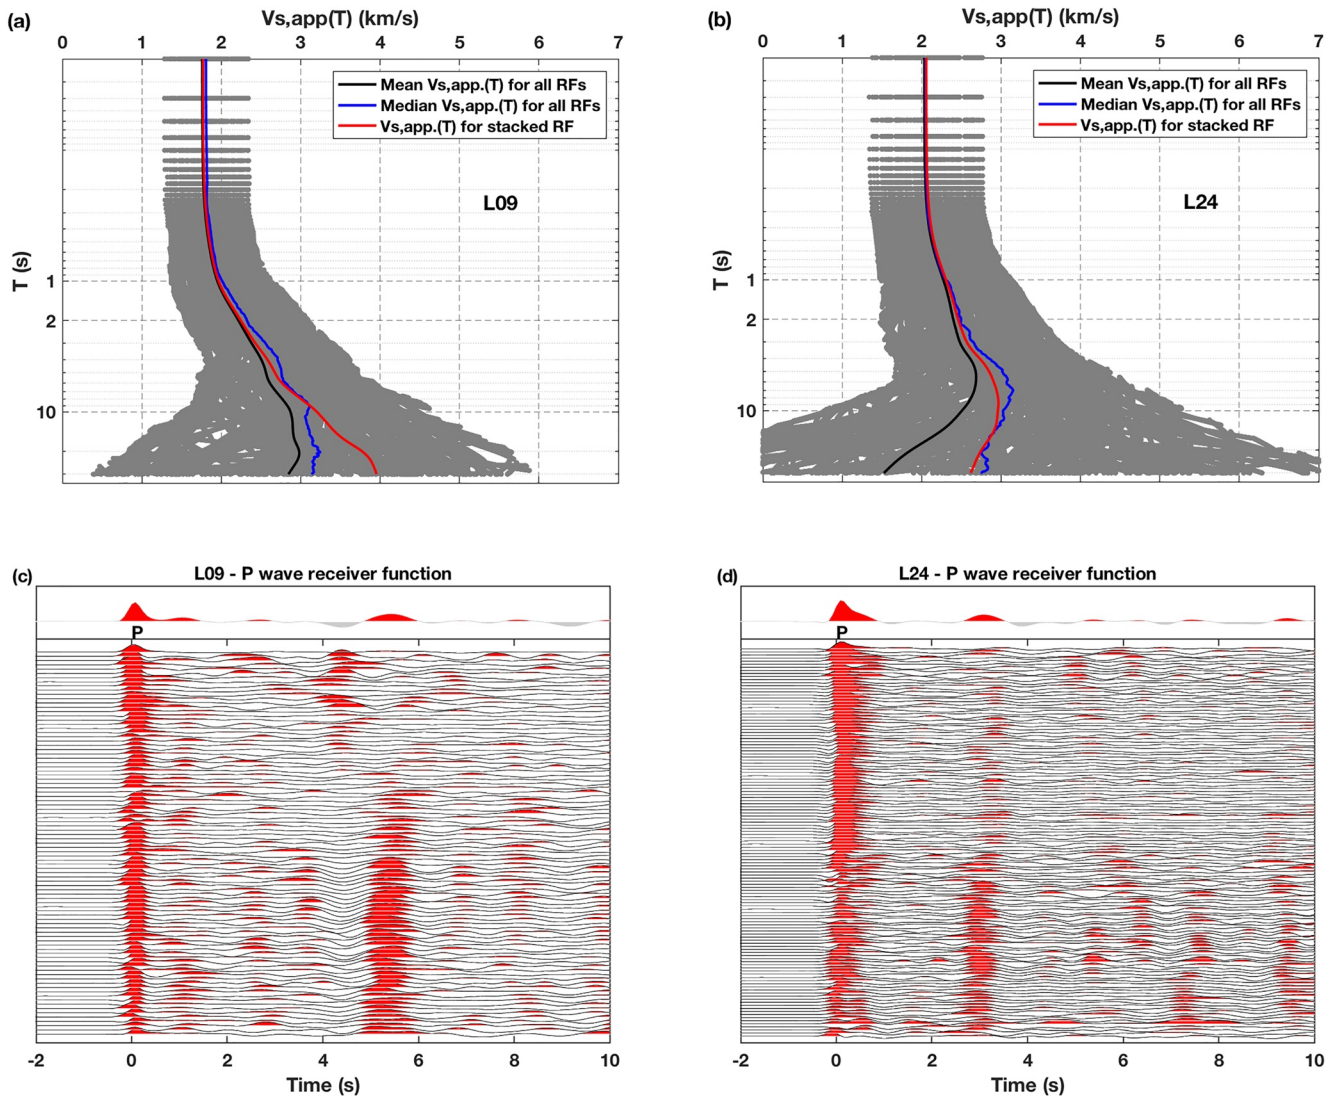 (a)
Vs,app(T) (km/s)
0 1 2 3 4 5 6 7
Mean Vs,app.(T) for all RFs
Median Vs,app.(T) for all RFs
Vs,app.(T) for stacked RF
L09
T (s)
1
2
10
(b)
Vs,app(T) (km/s)
0 1 2 3 4 5 6 7
Mean Vs,app.(T) for all RFs
Median Vs,app.(T) for all RFs
Vs,app.(T) for stacked RF
L24
T (s)
1
2
10
(c)
L09 - P wave receiver function
P
-2 0 2 4 6 8 10
Time (s)
(d)
L24 - P wave receiver function
P
-2 0 2 4 6 8 10
Time (s)